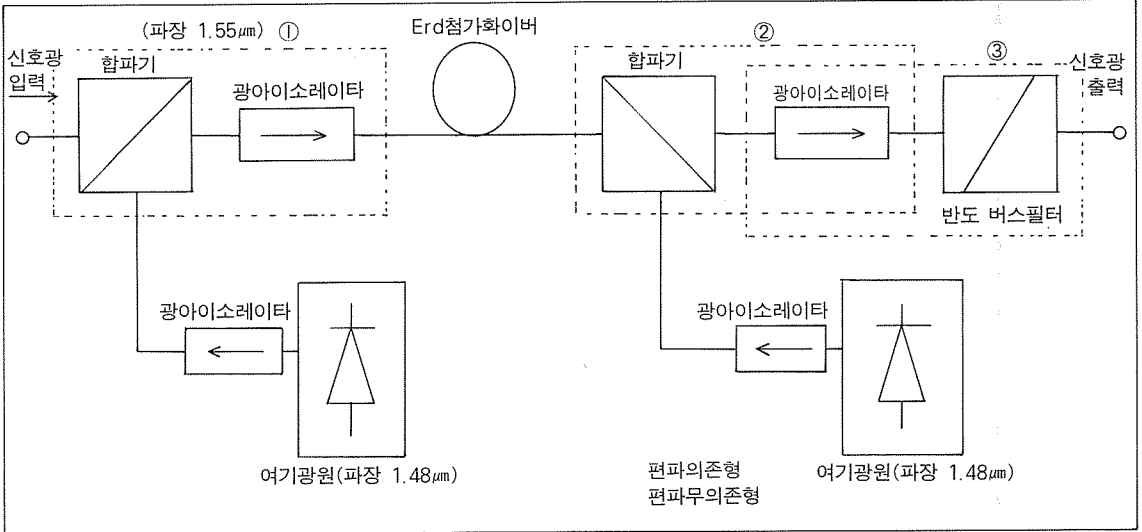 (파장 1.55㎛) ①
Erd첨가화이버
②
③
신호광
입력
합파기
광아이소레이타
합파기
광아이소레이타
신호광
출력
반도 버스필터
광아이소레이타
광아이소레이타
여기광원(파장 1.48㎛)
편파의존형
편파무의존형
여기광원(파장 1.48㎛)